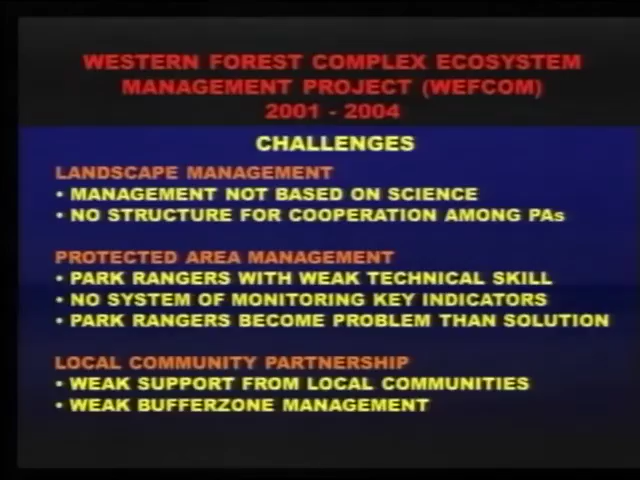 WESTERN FOREST COMPLEX ECOSYSTEM
MANAGEMENT PROJECT (WEFCOM)
2001 - 2004
CHALLENGES
LANDSCAPE MANAGEMENT
• MANAGEMENT NOT BASED ON SCIENCE
• NO STRUCTURE FOR COOPERATION AMONG PAs
PROTECTED AREA MANAGEMENT
• PARK RANGERS WITH WEAK TECHNICAL SKILL
• NO SYSTEM OF MONITORING KEY INDICATORS
• PARK RANGERS BECOME PROBLEM THAN SOLUTION
LOCAL COMMUNITY PARTNERSHIP
• WEAK SUPPORT FROM LOCAL COMMUNITIES
• WEAK BUFFERZONE MANAGEMENT